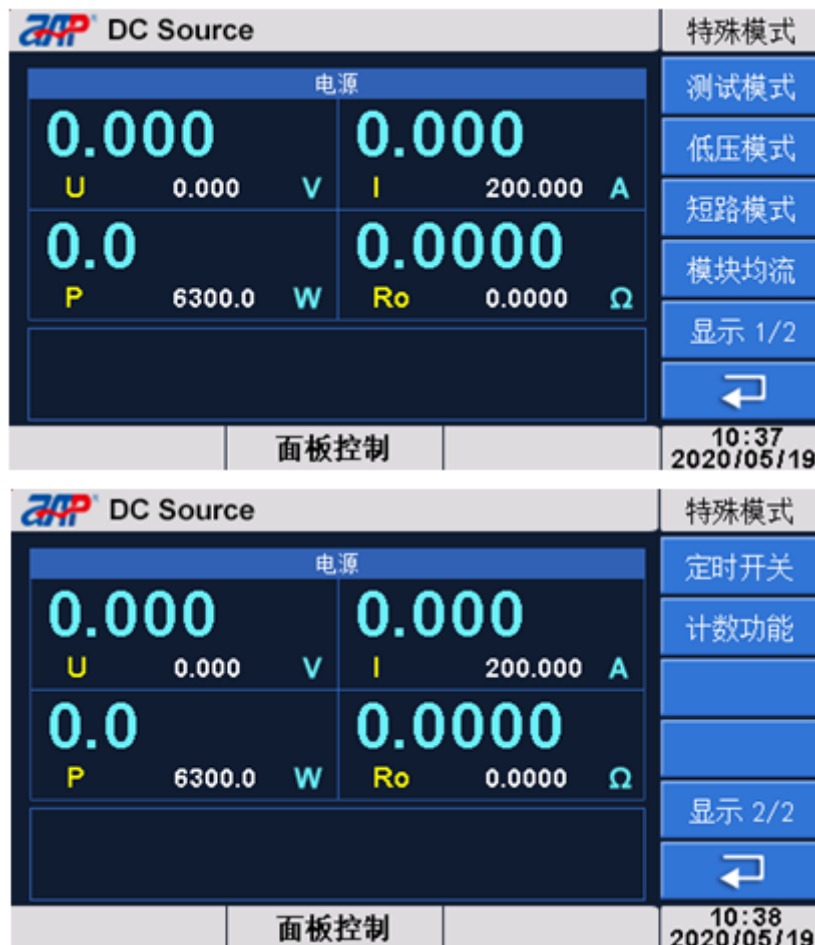 DC Source
特殊模式
电源
测试模式
0.000 0.000
低压模式
U 0.000 V I 200.000 A
短路模式
0.0 0.0000
模块均流
P 6300.0 W Ro 0.0000 Ω
显示 1/2
面板控制
10:37
2020/05/19
DC Source
特殊模式
电源
定时开关
0.000 0.000
计数功能
U 0.000 V I 200.000 A
0.0 0.0000
P 6300.0 W Ro 0.0000 Ω
显示 2/2
面板控制
10:38
2020/05/19